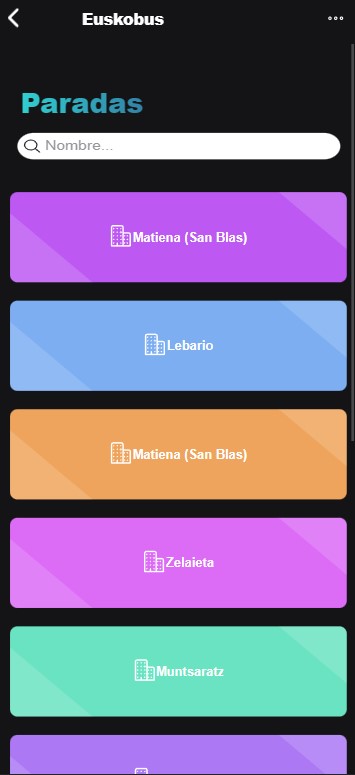 Euskobus
Paradas
Nombre...
Matiena (San Blas)
Lebario
Matiena (San Blas)
Zelaieta
Muntsaratz